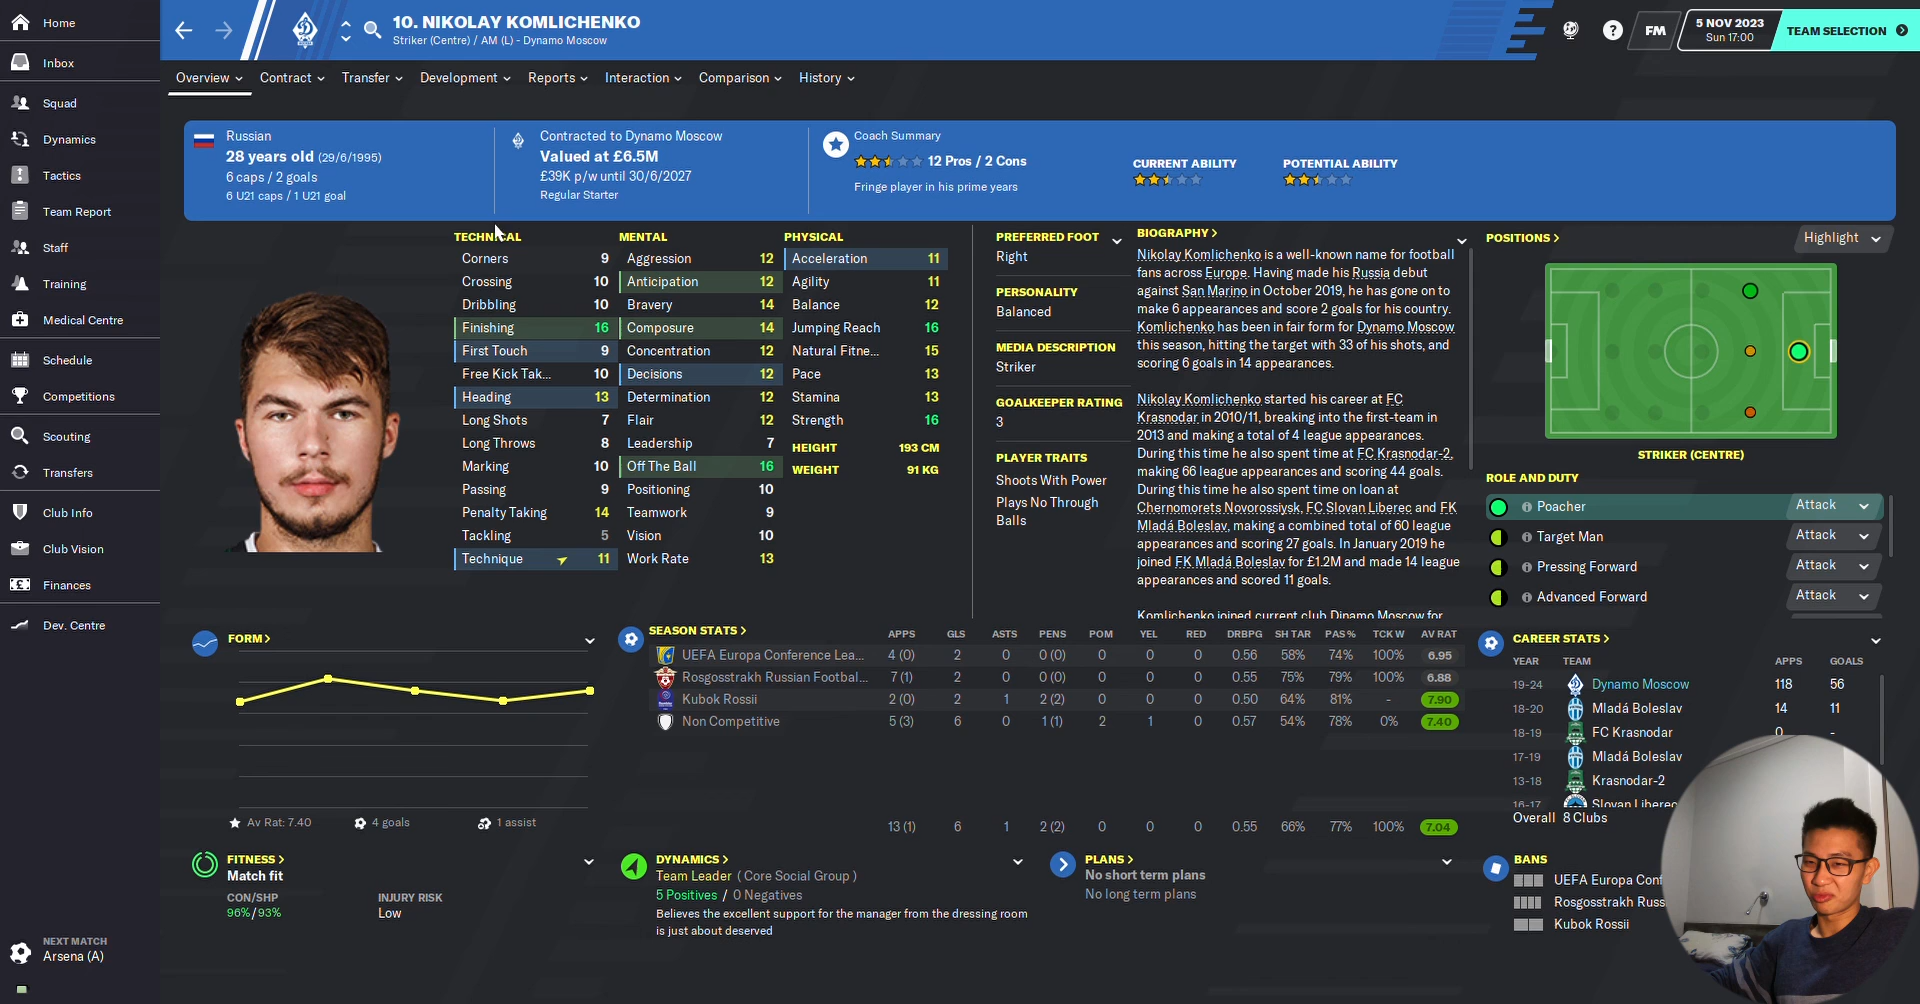 Home
Inbox
Squad
Dynamics
Tactics
Team Report
Staff
Training
Medical Centre
Schedule
Competitions
Scouting
Transfers
Club Info
Club Vision
Finances
Dev. Centre
NEXT MATCH
Arsena (A)
10. NIKOLAY KOMLICHENKO
Striker (Centre) / AM (L) - Dynamo Moscow
?
FM
5 NOV 2023
Sun 17:00
TEAM SELECTION
Overview Contract Transfer Development Reports Interaction Comparison History
Russian
28 years old (29/6/1995)
6 caps / 2 goals
6 U21 caps / 1 U21 goal
Contracted to Dynamo Moscow
Valued at £6.5M
£39K p/w until 30/6/2027
Regular Starter
Coach Summary
12 Pros / 2 Cons
Fringe player in his prime years
CURRENT ABILITY
POTENTIAL ABILITY
TECHNICAL
Corners 9
Crossing 10
Dribbling 10
Finishing 16
First Touch 9
Free Kick Tak... 10
Heading 13
Long Shots 7
Long Throws 8
Marking 10
Passing 9
Penalty Taking 14
Tackling 5
Technique 11
MENTAL
Aggression 12
Anticipation 12
Bravery 14
Composure 14
Concentration 12
Decisions 12
Determination 12
Flair 12
Leadership 7
Off The Ball 16
Positioning 10
Teamwork 9
Vision 10
Work Rate 13
PHYSICAL
Acceleration 11
Agility 11
Balance 12
Jumping Reach 16
Natural Fitne... 15
Pace 13
Stamina 13
Strength 16
HEIGHT 193 CM
WEIGHT 91 KG
PREFERRED FOOT
Right
PERSONALITY
Balanced
MEDIA DESCRIPTION
Striker
GOALKEEPER RATING
3
PLAYER TRAITS
Shoots With Power
Plays No Through
Balls
BIOGRAPHY >
Nikolay Komlichenko is a well-known name for football
fans across Europe. Having made his Russia debut
against San Marino in October 2019, he has gone on to
make 6 appearances and score 2 goals for his country.
Komlichenko has been in fair form for Dynamo Moscow
this season, hitting the target with 33 of his shots, and
scoring 6 goals in 14 appearances.
Nikolay Komlichenko started his career at FC
Krasnodar in 2010/11, breaking into the first-team in
2013 and making a total of 4 league appearances.
During this time he also spent time at FC Krasnodar-2,
making 66 league appearances and scoring 44 goals.
During this time he also spent time on loan at
Chernomorets Novorossiysk, FC Slovan Liberec and FK
Mladá Boleslav, making a combined total of 60 league
appearances and scoring 27 goals. In January 2019 he
joined FK Mladá Boleslav for £1.2M and made 14 league
appearances and scored 11 goals.
Komlichenko joined current club Dinamo Moscow for
POSITIONS >
Highlight
STRIKER (CENTRE)
ROLE AND DUTY
Poacher Attack
Target Man Attack
Pressing Forward Attack
Advanced Forward Attack
FORM >
Av Rat: 7.40
4 goals
1 assist
SEASON STATS > APPS GLS ASTS PENS POM YEL RED DRBPG SH TAR PAS % TCK W AV RAT
UEFA Europa Conference Lea... 4 (0) 2 0 0 (0) 0 0 0 0.56 58% 74% 100% 6.95
Rosgosstrakh Russian Footbal... 7 (1) 2 0 0 (0) 0 0 0 0.55 75% 79% 100% 6.88
Kubok Rossii 2 (0) 2 1 2 (2) 0 0 0 0.50 64% 81% - 7.90
Non Competitive 5 (3) 6 0 1 (1) 2 1 0 0.57 54% 78% 0% 7.40
13 (1) 6 1 2 (2) 0 0 0 0.55 66% 77% 100% 7.04
CAREER STATS >
YEAR TEAM APPS GOALS
19-24 Dynamo Moscow 118 56
18-20 Mladá Boleslav 14 11
18-19 FC Krasnodar 0 -
17-19 Mladá Boleslav
13-18 Krasnodar-2
16-17 Slovan Liberec
Overall 8 Clubs
FITNESS >
Match fit
CON/SHP
96%/93%
INJURY RISK
Low
DYNAMICS >
Team Leader ( Core Social Group )
5 Positives / 0 Negatives
Believes the excellent support for the manager from the dressing room
is just about deserved
PLANS >
No short term plans
No long term plans
BANS
UEFA Europa Conf
Rosgosstrakh Russ
Kubok Rossii